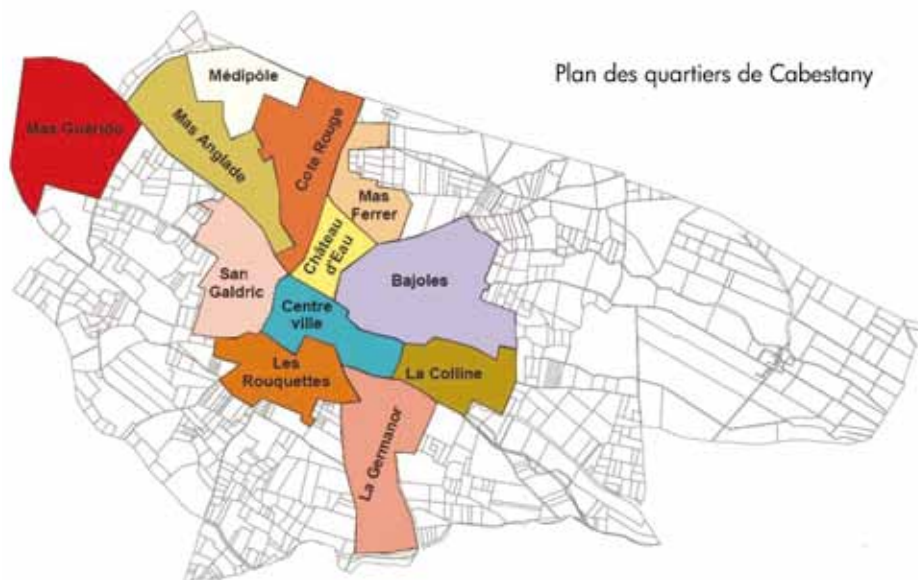 Plan des quartiers de Cabestany
Médipôle
Mas Guérido
Mas Anglade
Cote Rouge
Mas
Ferrer
Château
d'Eau
San
Galdric
Bajoles
Centre
ville
Les
Rouquettes
La Colline
La Germanor